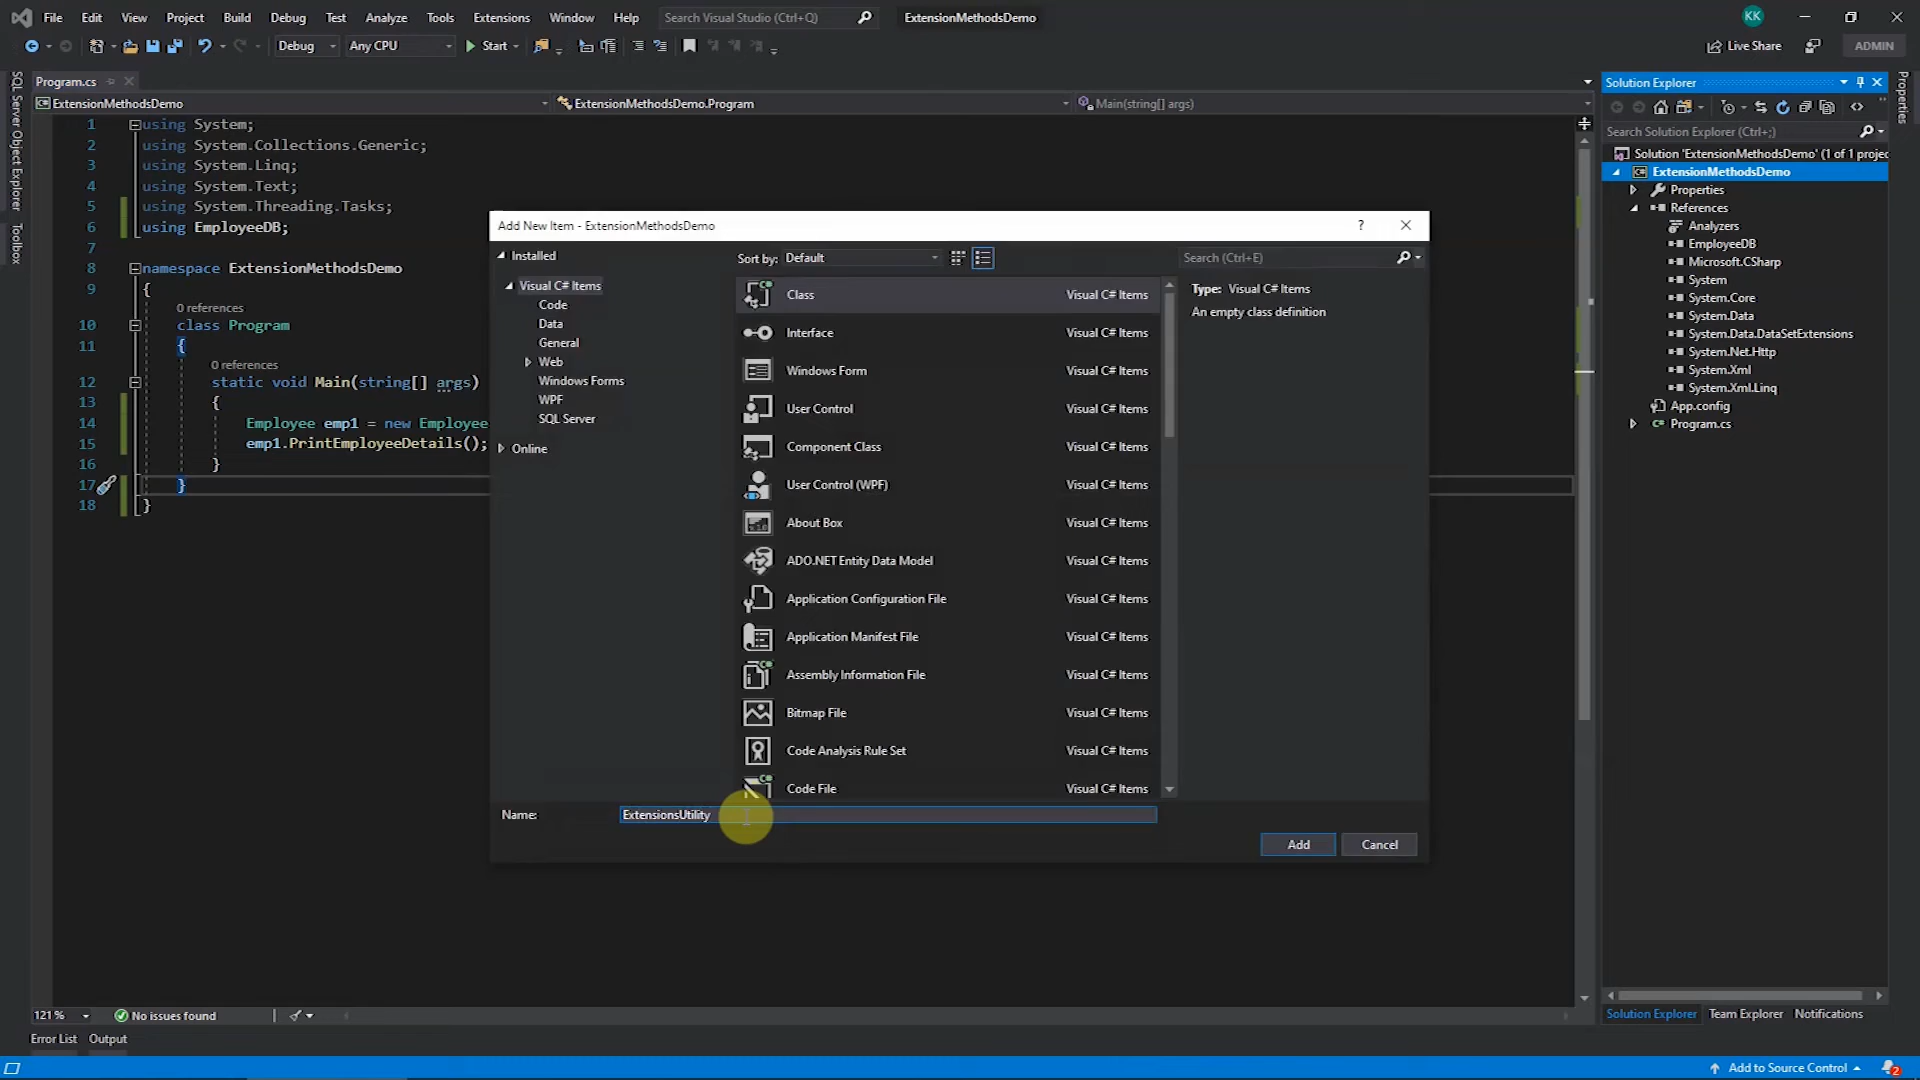 File Edit View Project Build Debug Test Analyze Tools Extensions Window Help Search Visual Studio (Ctrl+Q) ExtensionMethodsDemo KK
Debug Any CPU Start Live Share ADMIN
SQL Server Object Explorer
Toolbox
Program.cs
ExtensionMethodsDemo ExtensionMethodsDemo.Program Main(string[] args)
1 using System;
2 using System.Collections.Generic;
3 using System.Linq;
4 using System.Text;
5 using System.Threading.Tasks;
6 using EmployeeDB;
7
8 namespace ExtensionMethodsDemo
9 {
0 references
10 class Program
11 {
0 references
12 static void Main(string[] args)
13 {
14 Employee emp1 = new Employee
15 emp1.PrintEmployeeDetails();
16 }
17 }
18 }
Add New Item - ExtensionMethodsDemo ?
Installed
Visual C# Items
Code
Data
General
Web
Windows Forms
WPF
SQL Server
Online
Sort by: Default
Search (Ctrl+E)
Class Visual C# Items
Interface Visual C# Items
Windows Form Visual C# Items
User Control Visual C# Items
Component Class Visual C# Items
User Control (WPF) Visual C# Items
About Box Visual C# Items
ADO.NET Entity Data Model Visual C# Items
Application Configuration File Visual C# Items
Application Manifest File Visual C# Items
Assembly Information File Visual C# Items
Bitmap File Visual C# Items
Code Analysis Rule Set Visual C# Items
Code File Visual C# Items
Type: Visual C# Items
An empty class definition
Name: ExtensionsUtility
Add Cancel
Solution Explorer
Search Solution Explorer (Ctrl+;)
Solution 'ExtensionMethodsDemo' (1 of 1 projec
ExtensionMethodsDemo
Properties
References
Analyzers
EmployeeDB
Microsoft.CSharp
System
System.Core
System.Data
System.Data.DataSetExtensions
System.Net.Http
System.Xml
System.Xml.Linq
App.config
Program.cs
Properties
121 % No issues found
Solution Explorer Team Explorer Notifications
Error List Output
Add to Source Control 2